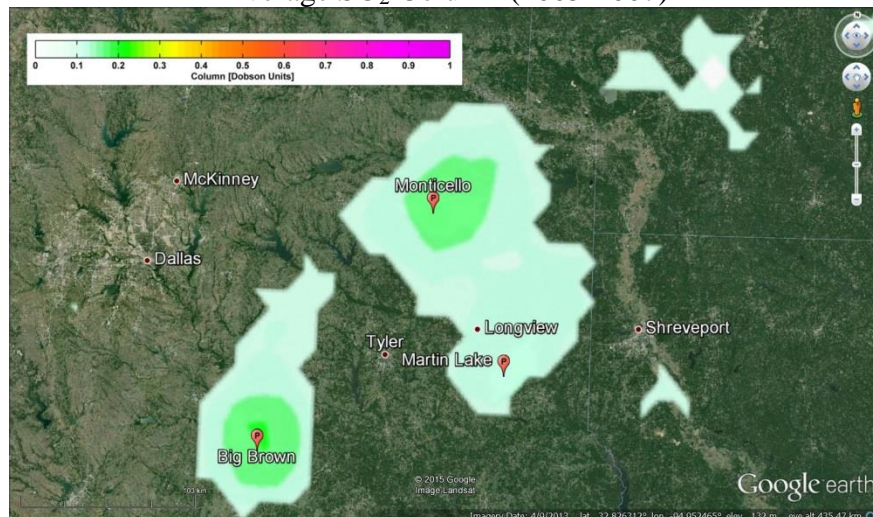 0 0.1 0.2 0.3 0.4 0.5 0.6 0.7 0.8 0.9 1
Column [Dobson Units]
N
McKinney
Monticello
Dallas
Longview
Shreveport
Tyler
Martin Lake
Big Brown
© 2015 Google
Image Landsat
Google earth
103 km